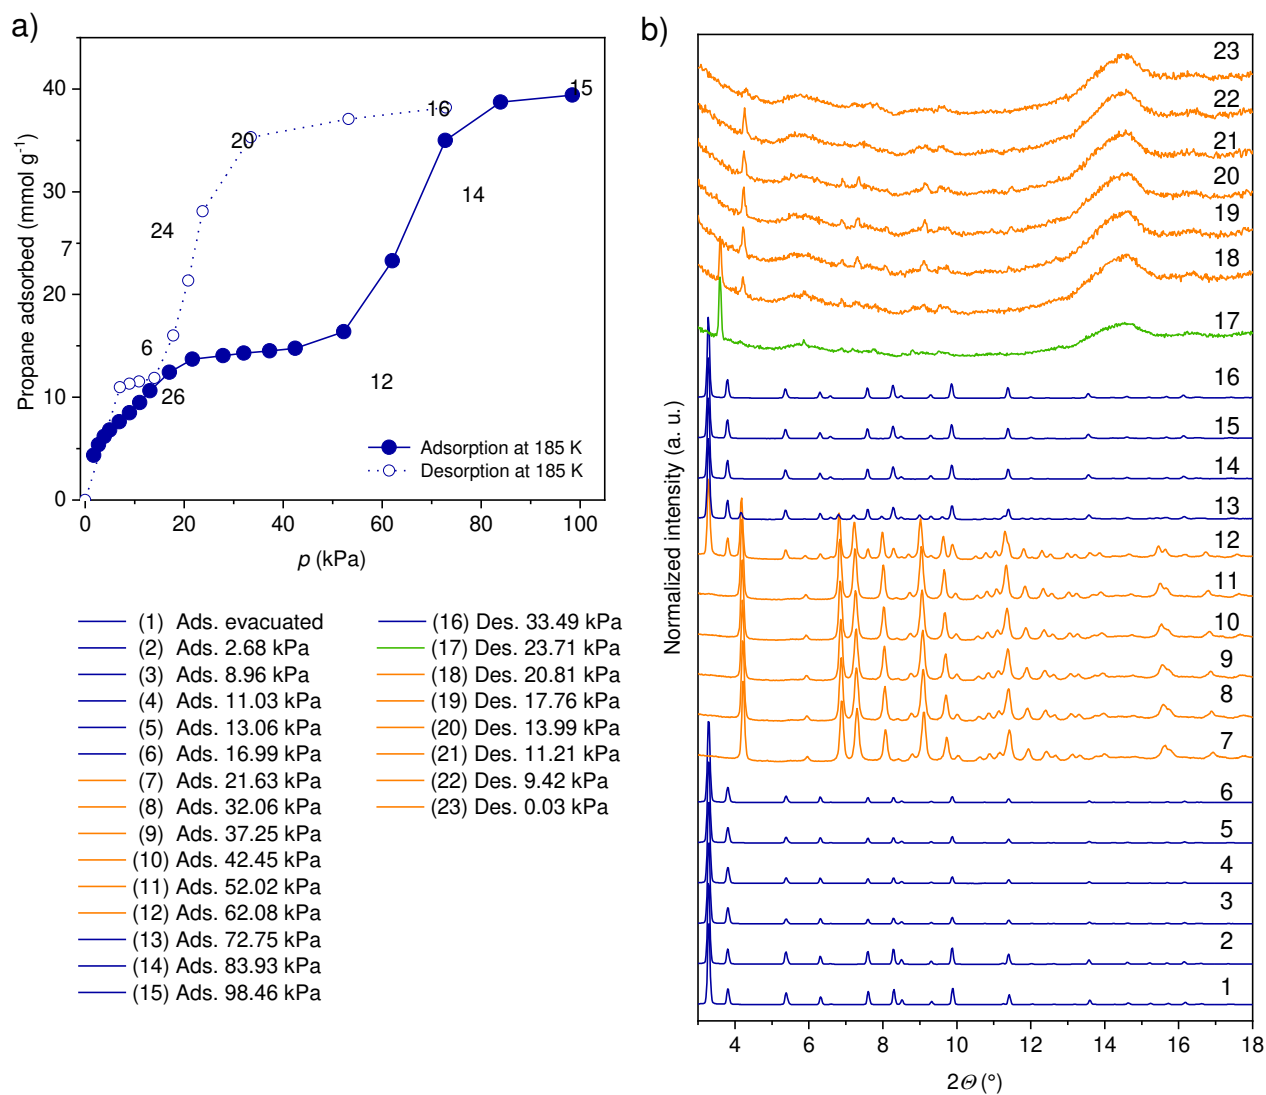 a)
Propane adsorbed (mmol g⁻¹)
40
30
20
10
0
7
15
16
20
14
24
6
12
26
Adsorption at 185 K
Desorption at 185 K
0 20 40 60 80 100
p (kPa)
(1) Ads. evacuated
(2) Ads. 2.68 kPa
(3) Ads. 8.96 kPa
(4) Ads. 11.03 kPa
(5) Ads. 13.06 kPa
(6) Ads. 16.99 kPa
(7) Ads. 21.63 kPa
(8) Ads. 32.06 kPa
(9) Ads. 37.25 kPa
(10) Ads. 42.45 kPa
(11) Ads. 52.02 kPa
(12) Ads. 62.08 kPa
(13) Ads. 72.75 kPa
(14) Ads. 83.93 kPa
(15) Ads. 98.46 kPa
(16) Des. 33.49 kPa
(17) Des. 23.71 kPa
(18) Des. 20.81 kPa
(19) Des. 17.76 kPa
(20) Des. 13.99 kPa
(21) Des. 11.21 kPa
(22) Des. 9.42 kPa
(23) Des. 0.03 kPa
b)
Normalized intensity (a. u.)
23
22
21
20
19
18
17
16
15
14
13
12
11
10
9
8
7
6
5
4
3
2
1
4 6 8 10 12 14 16 18
2Θ (°)